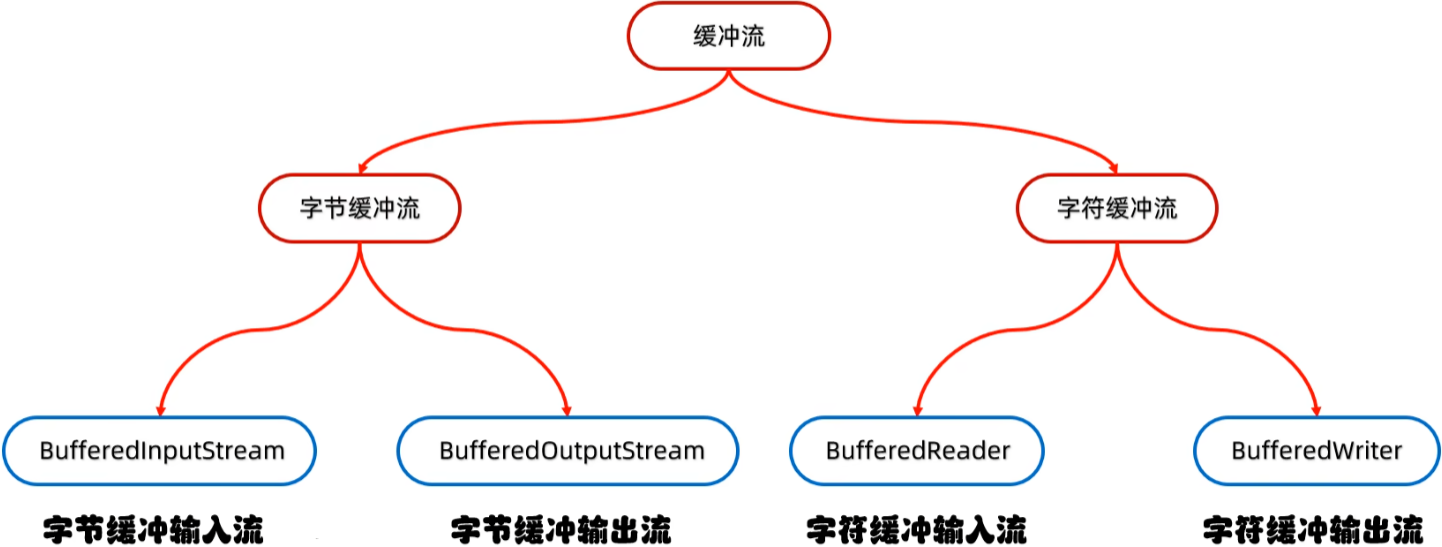 缓冲流
字节缓冲流
字符缓冲流
BufferedInputStream
BufferedOutputStream
BufferedReader
BufferedWriter
字节缓冲输入流
字节缓冲输出流
字符缓冲输入流
字符缓冲输出流